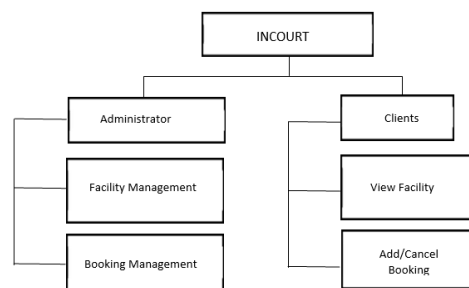 INCOURT
Administrator
Clients
Facility Management
View Facility
Booking Management
Add/Cancel
Booking